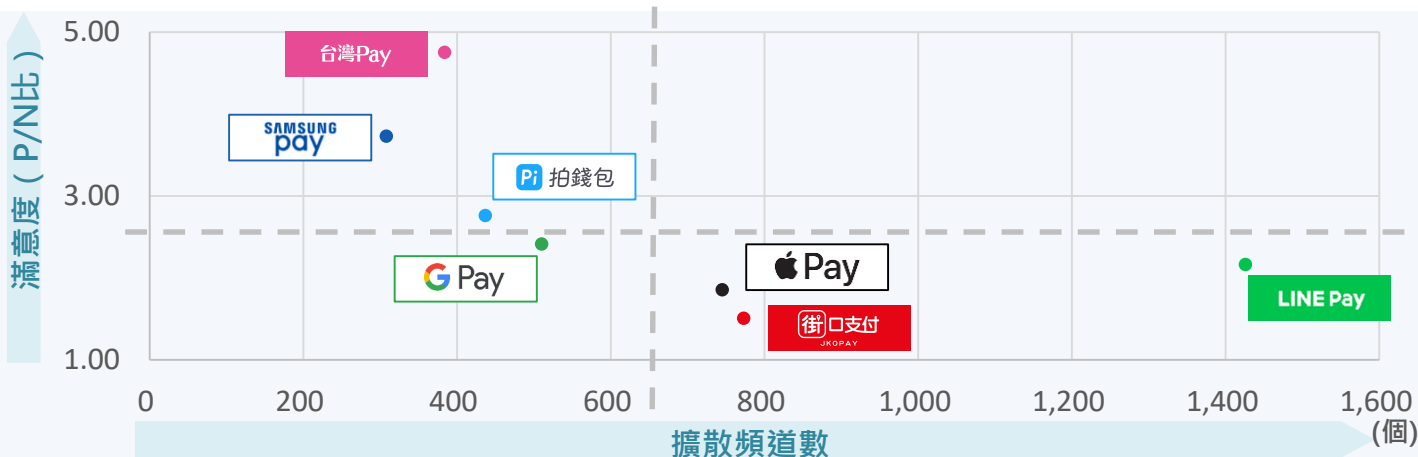 滿意度 ( P/N比 )
5.00
3.00
1.00
台灣Pay
SAMSUNG
pay
Pi 拍錢包
G Pay
Pay
街口支付
JKOPAY
LINE Pay
0
200
400
600
800
1,000
1,200
1,400
1,600
(個)
擴散頻道數